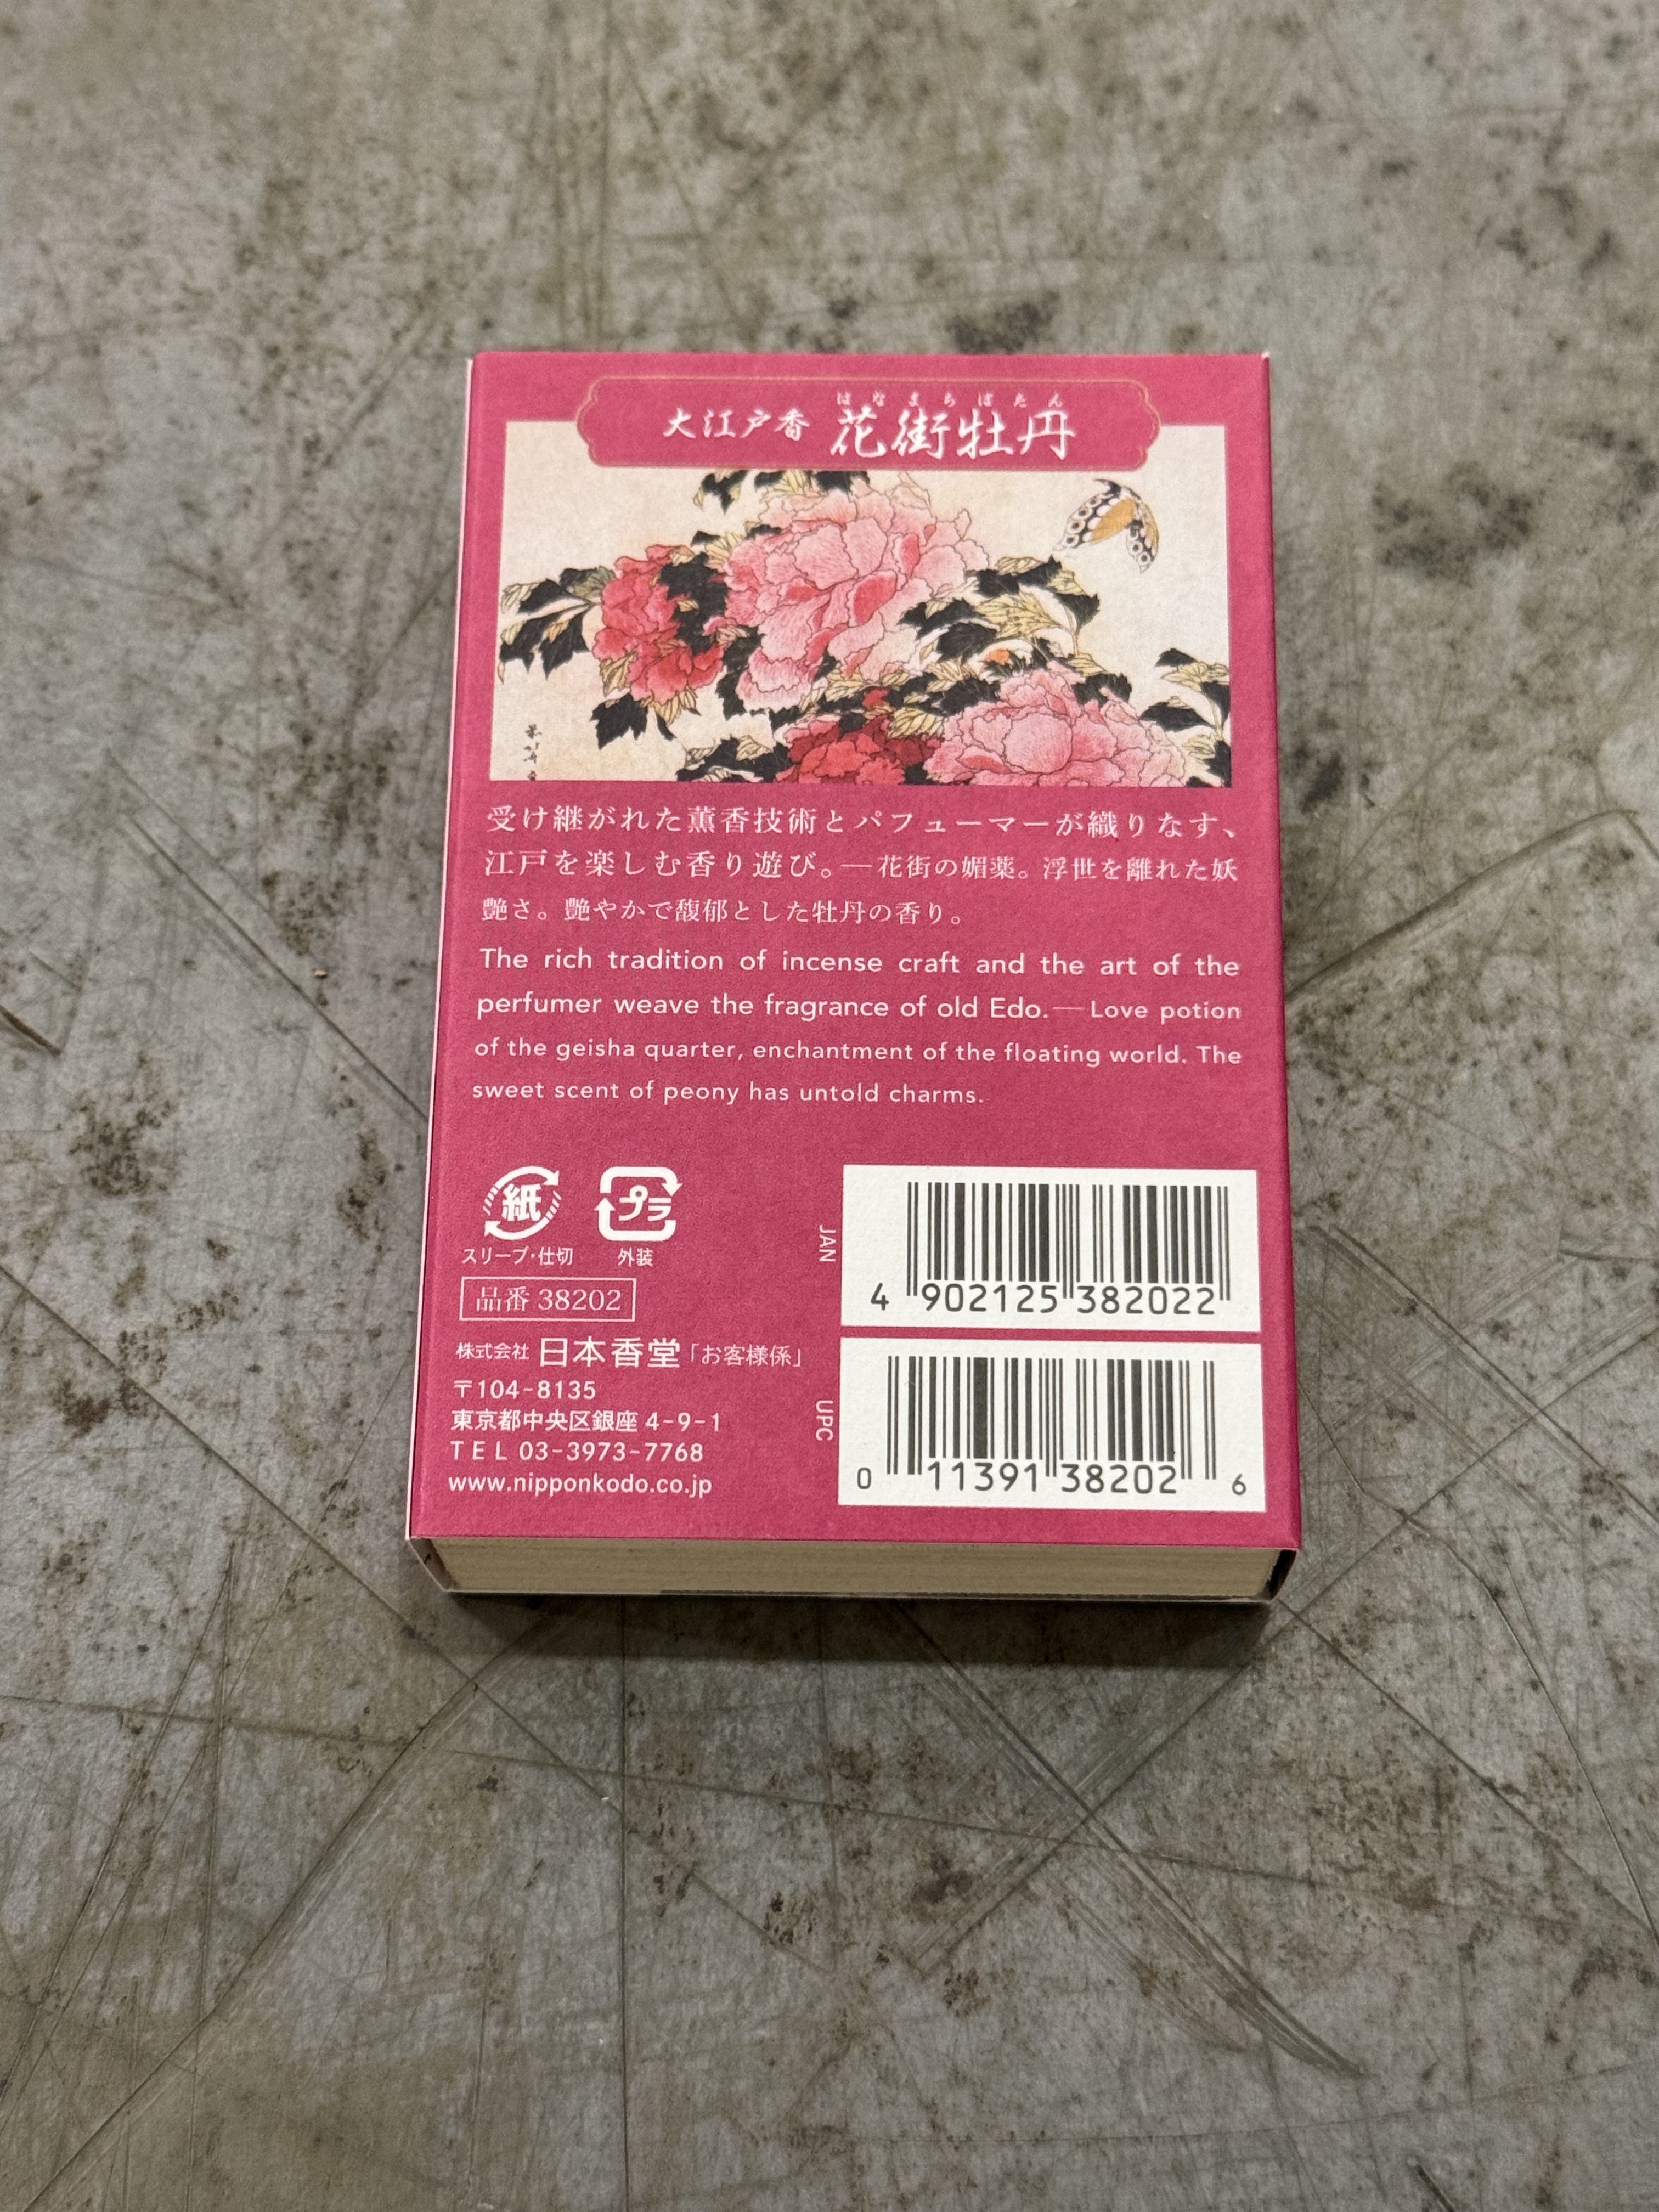 はなまちぼたん
大江戸香 花街牡丹
受け継がれた薫香技術とパフューマーが織りなす、
江戸を楽しむ香り遊び。—花街の媚薬。浮世を離れた妖
艶さ。艶やかで馥郁とした牡丹の香り。
The rich tradition of incense craft and the art of the
perfumer weave the fragrance of old Edo.—Love potion
of the geisha quarter, enchantment of the floating world. The
sweet scent of peony has untold charms.
紙
プラ
スリーブ・仕切
外装
品番 38202
株式会社 日本香堂「お客様係」
〒104-8135
東京都中央区銀座 4-9-1
TEL 03-3973-7768
www.nipponkodo.co.jp
JAN
4 902125 382022
UPC
0 11391 38202 6